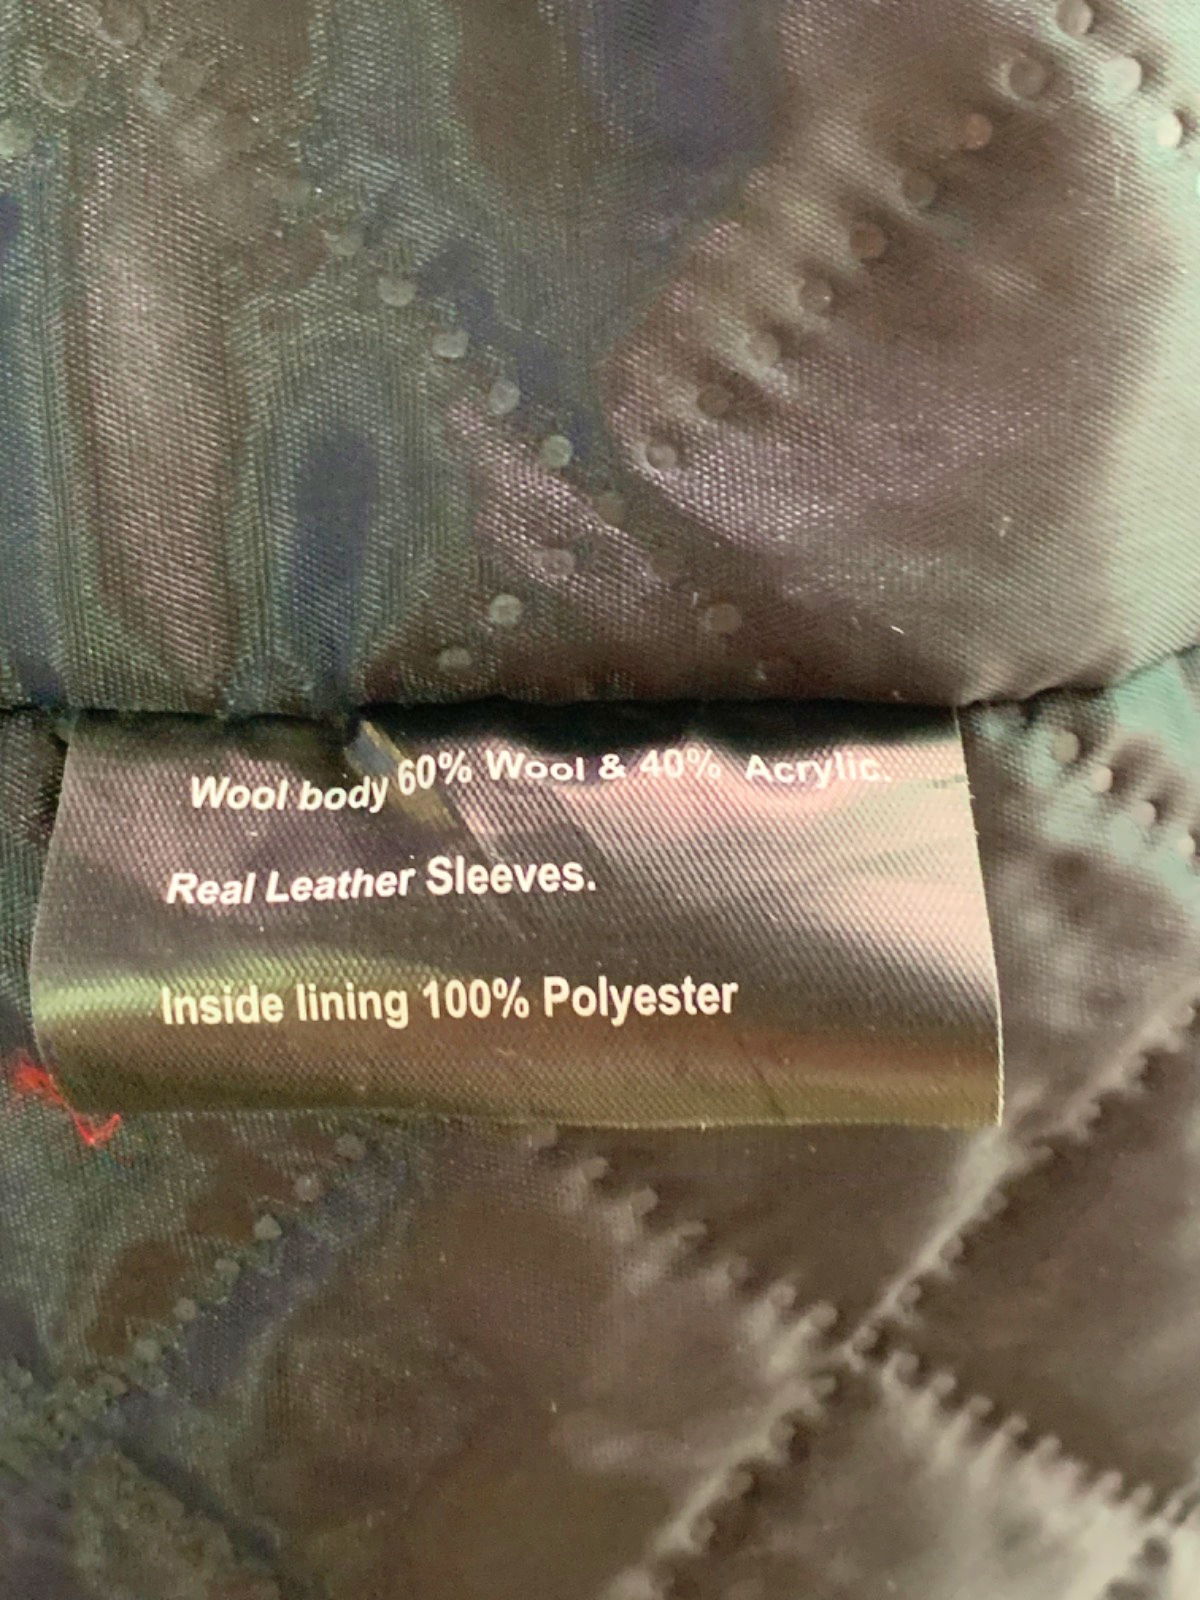 Wool body 60% Wool & 40% Acrylic.
Real Leather Sleeves.
Inside lining 100% Polyester